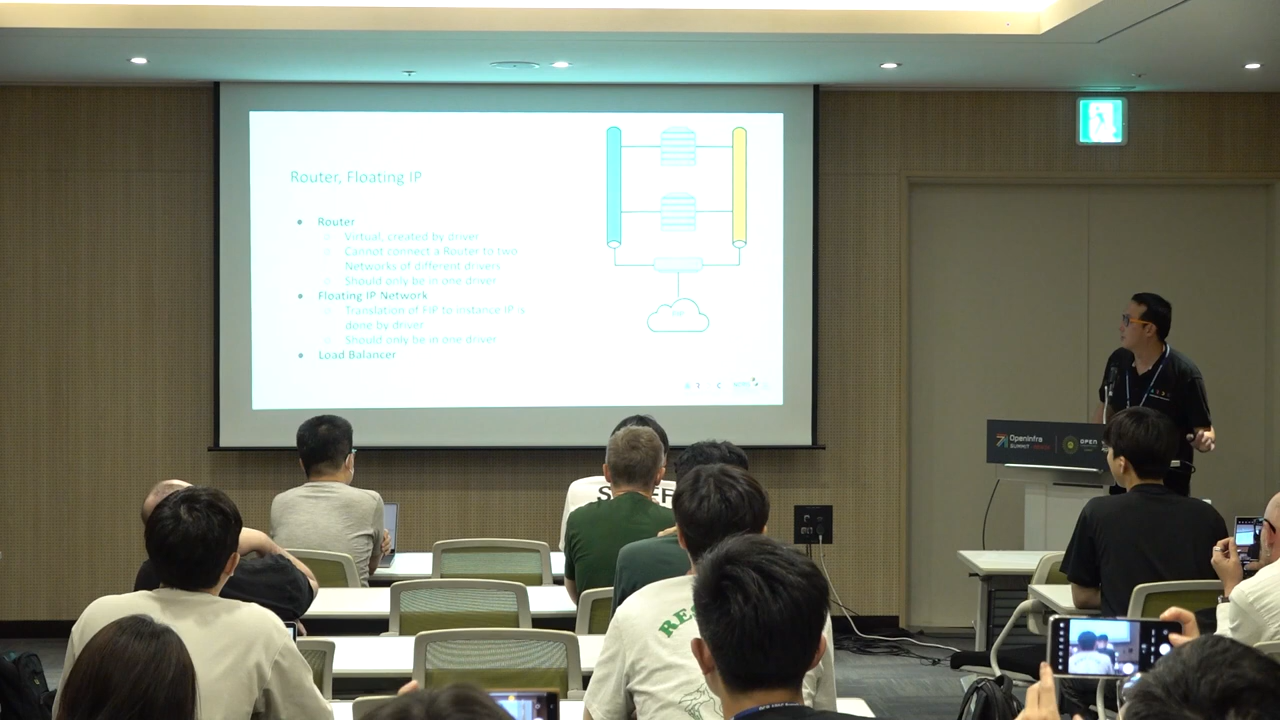 Router, Floating IP
Router
Virtual, created by driver
Cannot connect a Router to two
Networks of different drivers
Should only be in one driver
Floating IP Network
Translation of FIP to instance IP is
done by driver
Should only be in one driver
Load Balancer
OpenInfra
SUMMIT
OPEN